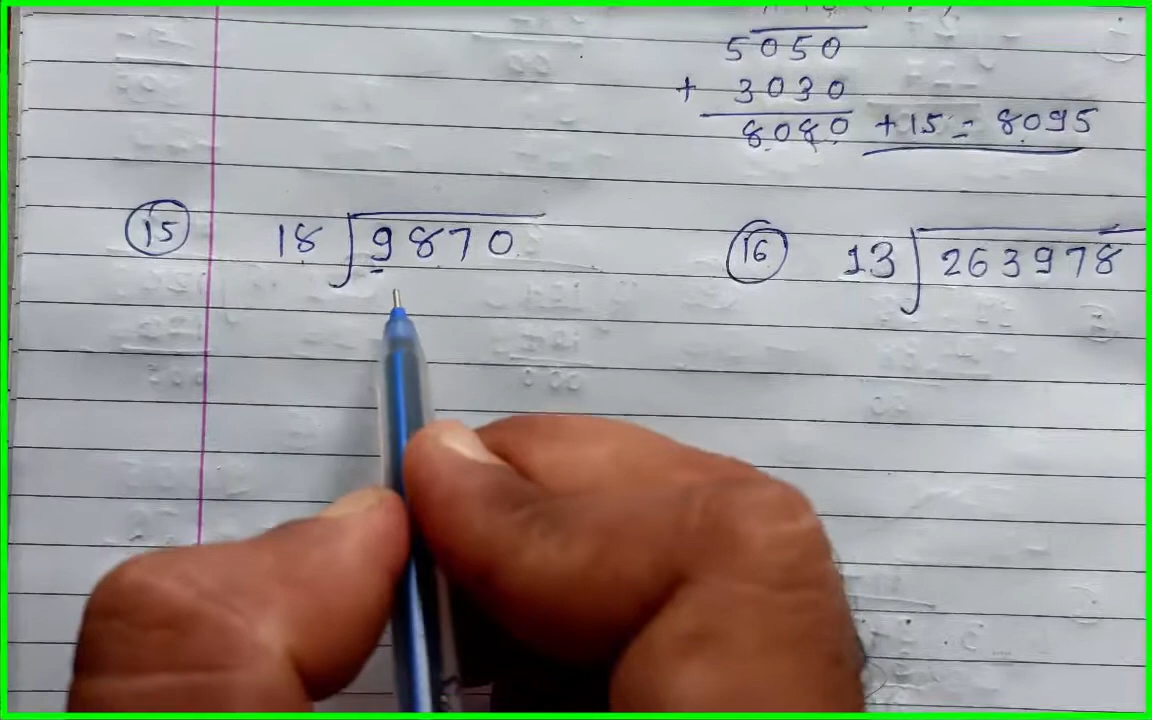 5050
+ 3030
8080 + 15 = 8095
15 18 9870
16 13 263978